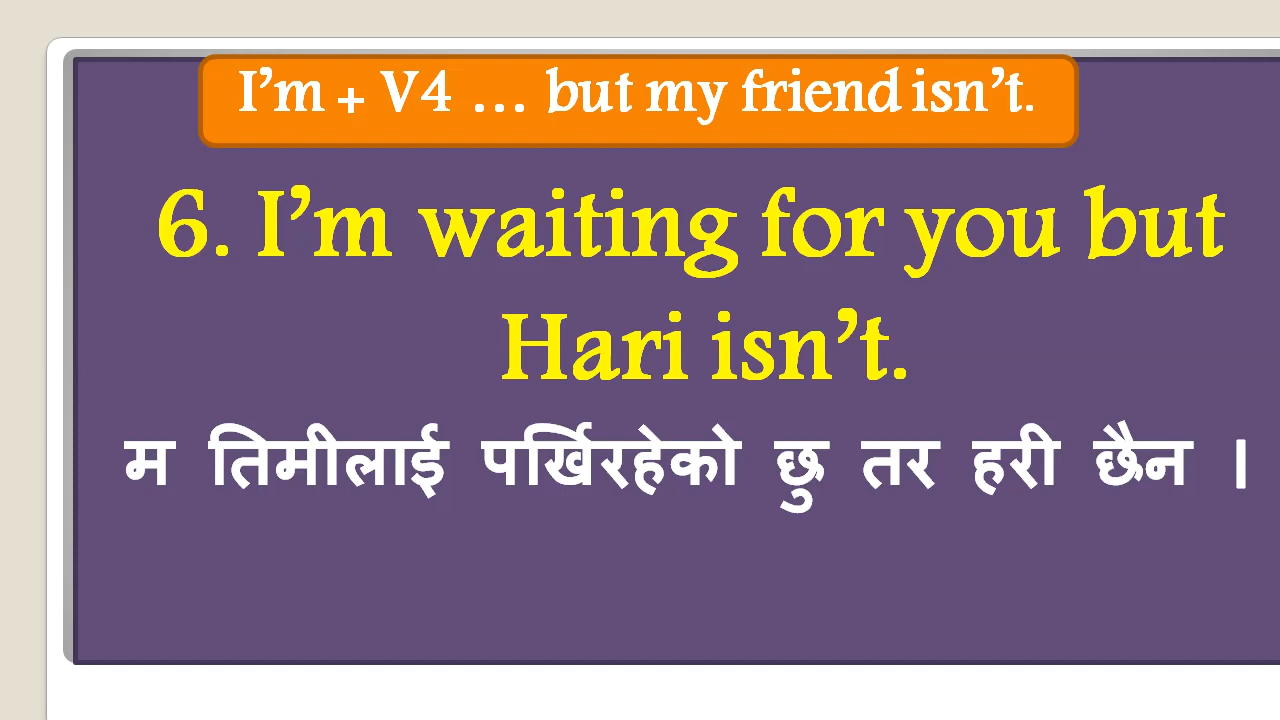 I’m + V4 … but my friend isn’t.
6. I’m waiting for you but
Hari isn’t.
म तिमीलाई पर्खिरहेको छु तर हरी छैन ।